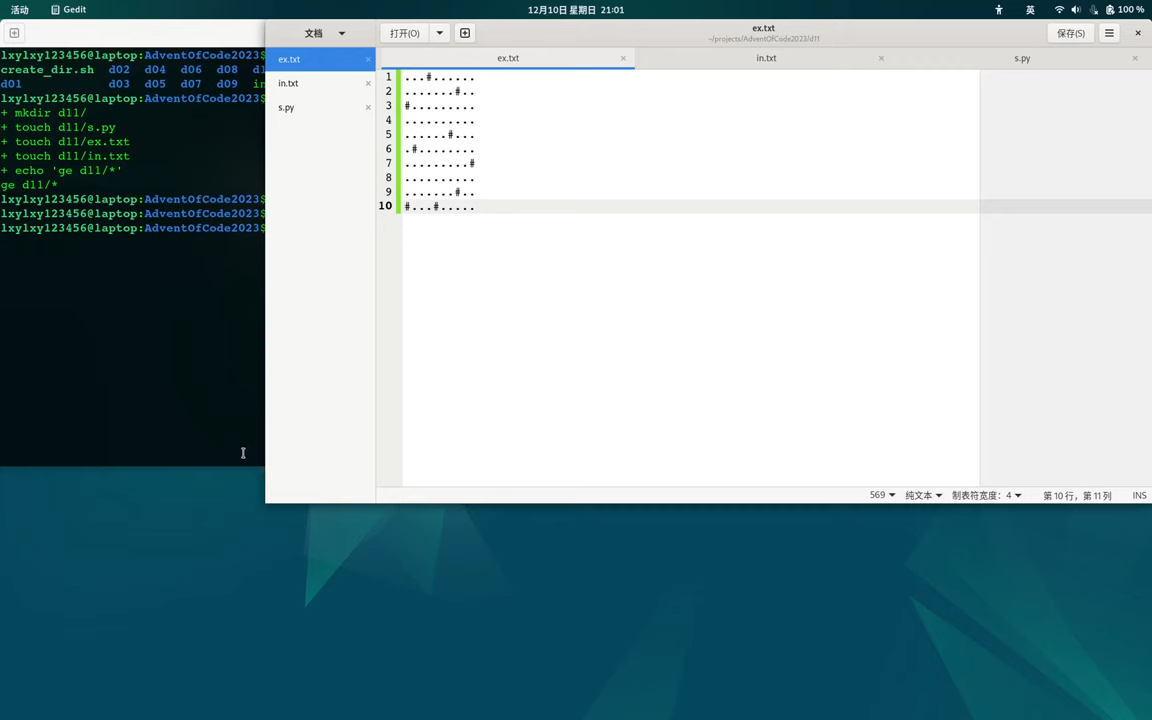 活动 Gedit 12月10日 星期日 21:01 英 100 %
lxylxy123456@laptop:AdventOfCode2023$
create_dir.sh d02 d04 d06 d08
d01 d03 d05 d07 d09
lxylxy123456@laptop:AdventOfCode2023$
+ mkdir d11/
+ touch d11/s.py
+ touch d11/ex.txt
+ touch d11/in.txt
+ echo 'ge d11/*'
ge d11/*
lxylxy123456@laptop:AdventOfCode2023$
lxylxy123456@laptop:AdventOfCode2023$
lxylxy123456@laptop:AdventOfCode2023$
文档 打开(O) ex.txt 保存(S)
~/projects/AdventOfCode2023/d11
ex.txt
in.txt
s.py
ex.txt in.txt s.py
1 ...#......
2 .......#..
3 #.........
4 ..........
5 ......#...
6 .#........
7 .........#
8 ..........
9 .......#..
10 #...#.....
569 纯文本 制表符宽度：4 第 10 行，第 11 列 INS